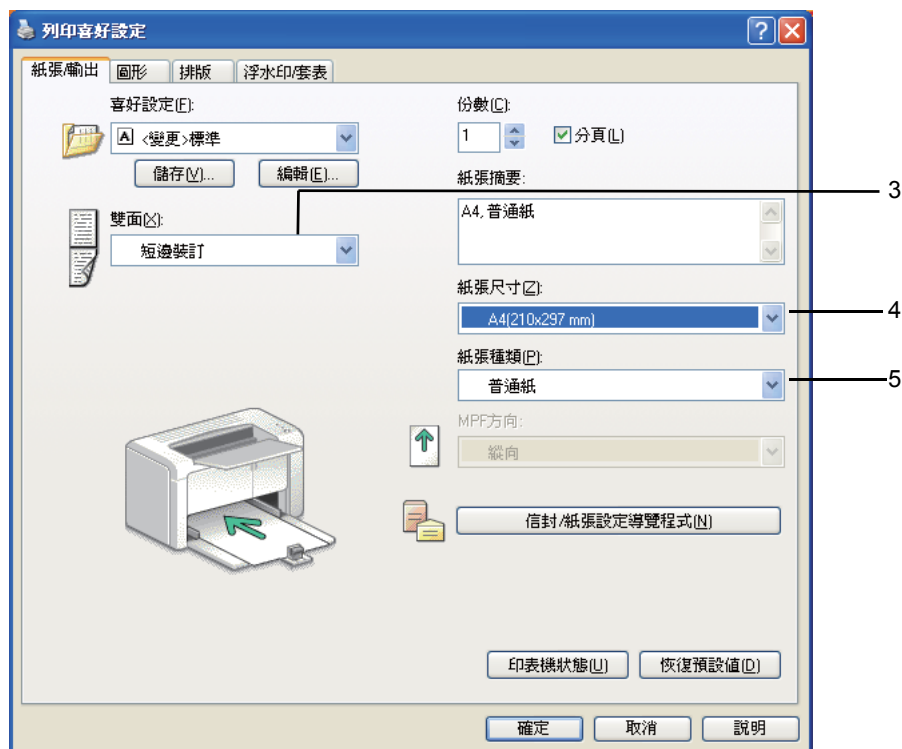 列印喜好設定
紙張/輸出 圖形 排版 浮水印/套表
喜好設定(F):
A <變更>標準
儲存(V)... 編輯(E)...
雙面(X):
短邊裝訂
份數(C):
1 分頁(L)
紙張摘要:
A4, 普通紙
紙張尺寸(Z):
A4(210x297 mm)
紙張種類(P):
普通紙
MPF方向:
縱向
信封/紙張設定導覽程式(N)
印表機狀態(U) 恢復預設值(D)
確定 取消 說明
3
4
5